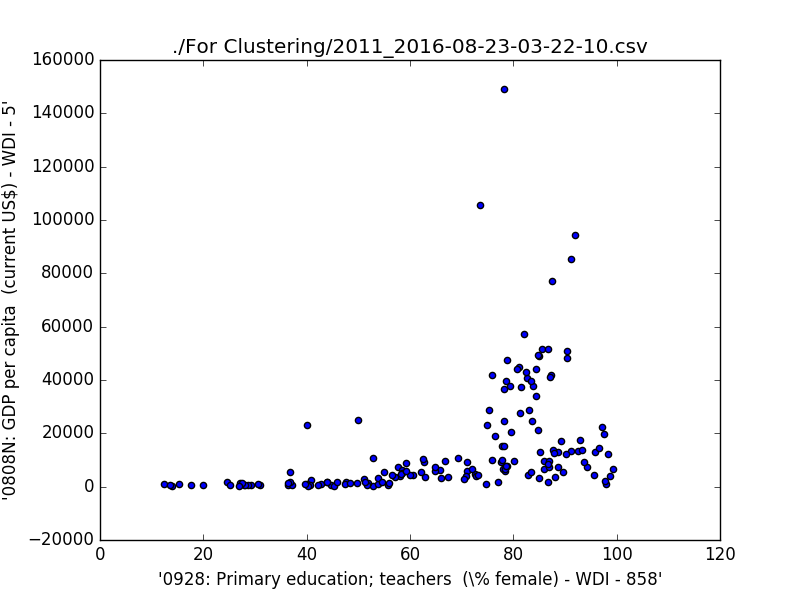 ./For Clustering/2011_2016-08-23-03-22-10.csv
160000
140000
120000
100000
80000
60000
40000
20000
0
−20000
0 20 40 60 80 100 120
'0808N: GDP per capita  (current US$) - WDI - 5'
'0928: Primary education; teachers  (\% female) - WDI - 858'